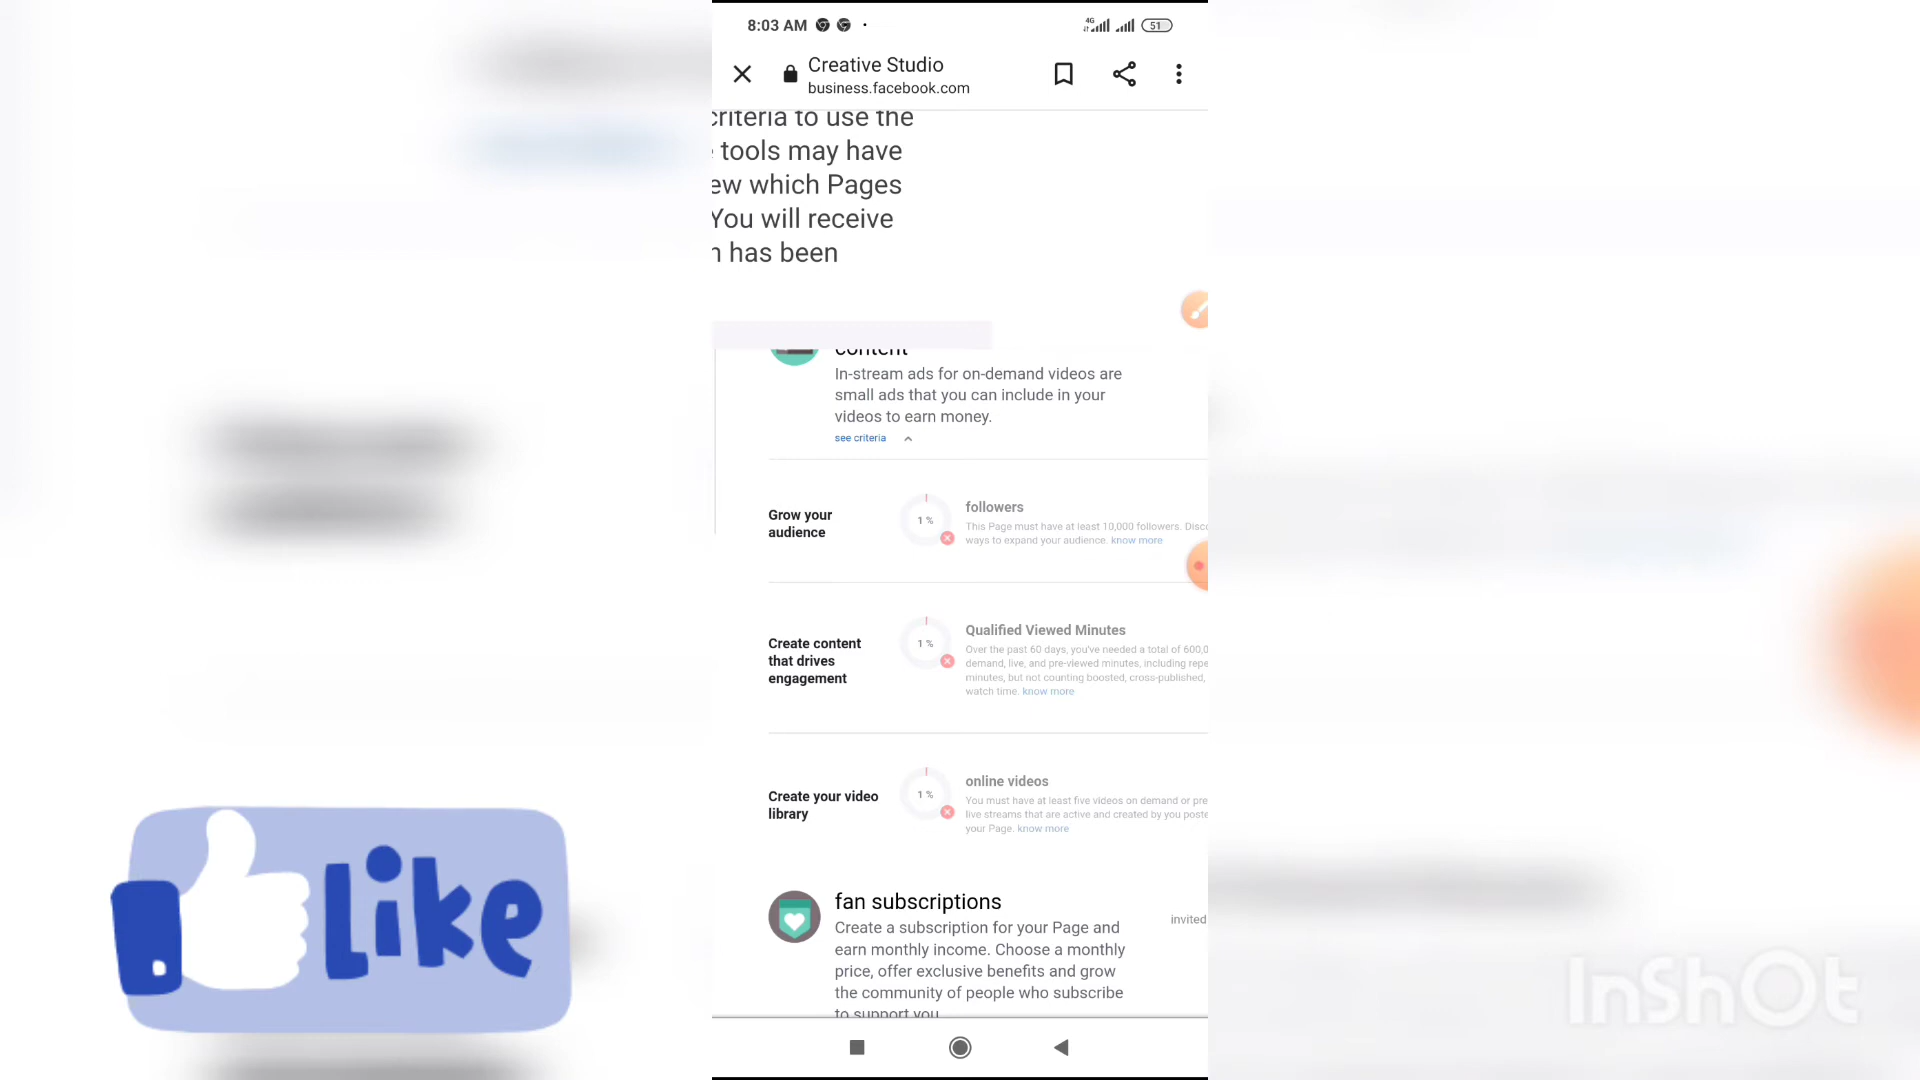 8:03 AM
4G
51
Creative Studio
business.facebook.com
criteria to use the
tools may have
ew which Pages
You will receive
has been
content
In-stream ads for on-demand videos are
small ads that you can include in your
videos to earn money.
see criteria
Grow your
audience
1 %
followers
This Page must have at least 10,000 followers. Disco
ways to expand your audience. know more
Create content
that drives
engagement
1 %
Qualified Viewed Minutes
Over the past 60 days, you've needed a total of 600,0
demand, live, and pre-viewed minutes, including repe
minutes, but not counting boosted, cross-published,
watch time. know more
Create your video
library
1 %
online videos
You must have at least five videos on demand or pre
live streams that are active and created by you poste
your Page. know more
fan subscriptions
invited
Create a subscription for your Page and
earn monthly income. Choose a monthly
price, offer exclusive benefits and grow
the community of people who subscribe
to support you
like
InShOt